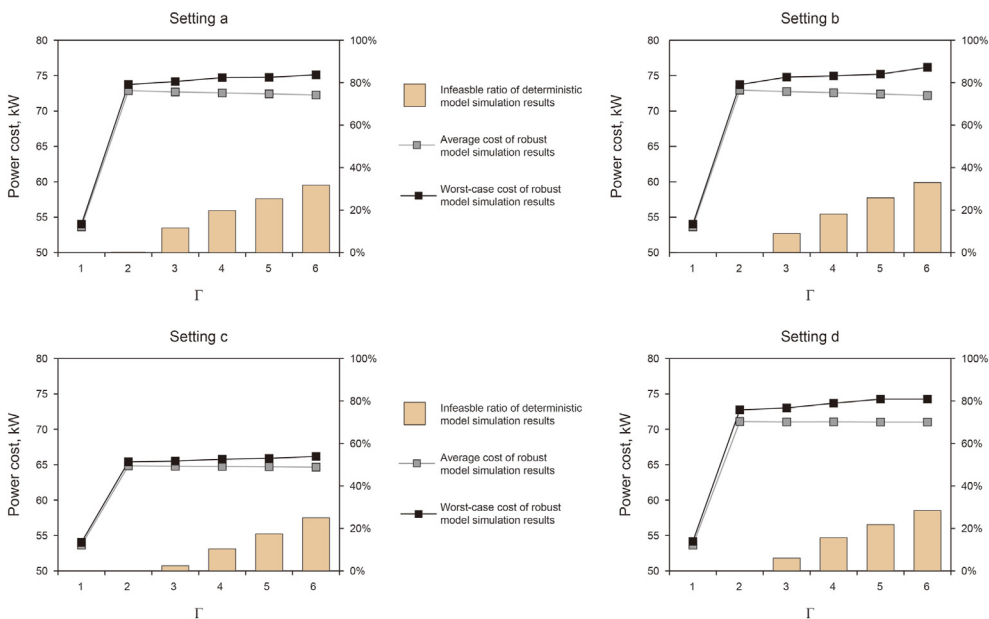 Setting a
80
75
70
65
60
55
50
Power cost, kW
100%
80%
60%
40%
20%
0%
1 2 3 4 5 6
Γ
Infeasble ratio of deterministic
model simulation results
Average cost of robust
model simulation results
Worst-case cost of robust
model simulation results
Setting b
80
75
70
65
60
55
50
Power cost, kW
100%
80%
60%
40%
20%
0%
1 2 3 4 5 6
Γ
Setting c
80
75
70
65
60
55
50
Power cost, kW
100%
80%
60%
40%
20%
0%
1 2 3 4 5 6
Γ
Infeasble ratio of deterministic
model simulation results
Average cost of robust
model simulation results
Worst-case cost of robust
model simulation results
Setting d
80
75
70
65
60
55
50
Power cost, kW
100%
80%
60%
40%
20%
0%
1 2 3 4 5 6
Γ